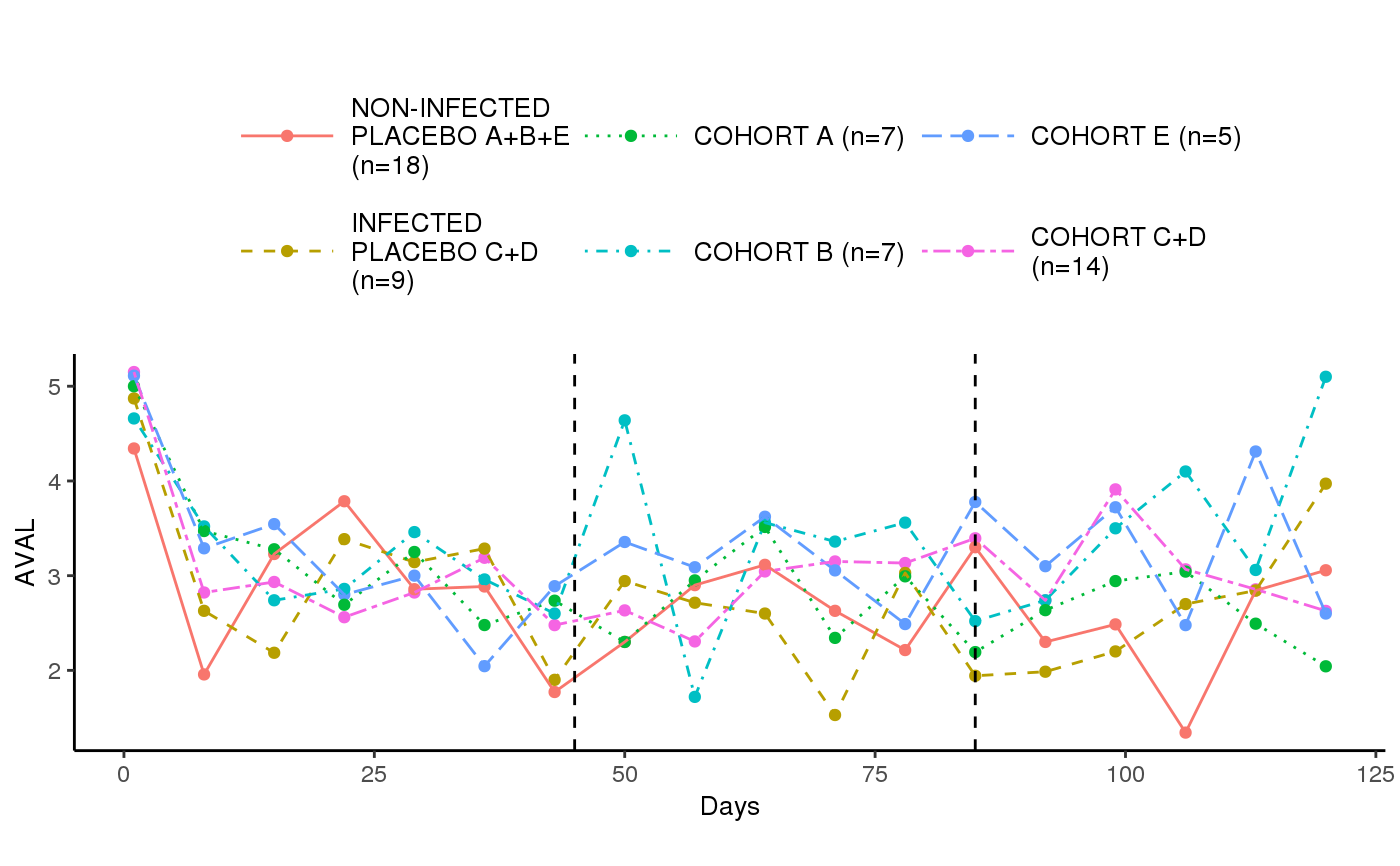 NON-INFECTED
PLACEBO A+B+E
(n=18)
COHORT A (n=7)
COHORT E (n=5)
INFECTED
PLACEBO C+D
(n=9)
COHORT B (n=7)
COHORT C+D
(n=14)
AVAL
5
4
3
2
0
25
50
75
100
125
Days